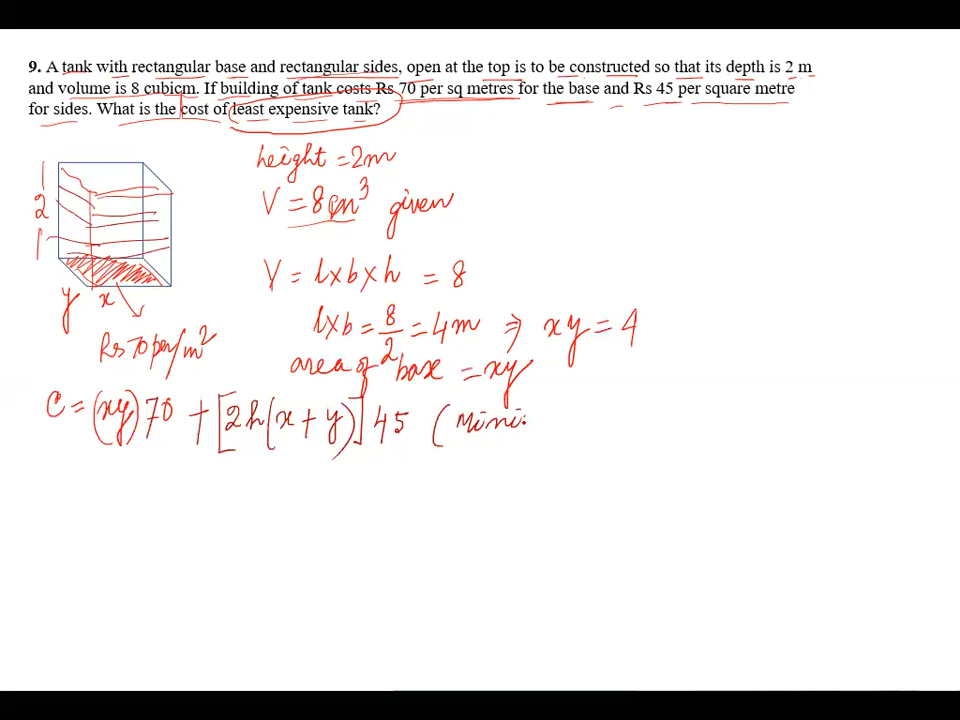 9. A tank with rectangular base and rectangular sides, open at the top is to be constructed so that its depth is 2 m
and volume is 8 cubicm. If building of tank costs Rs 70 per sq metres for the base and Rs 45 per square metre
for sides. What is the cost of least expensive tank?
height = 2m
V = 8m³ given
1
2
1
V = l×b×h = 8
y x
l×b = 8/2 = 4m ⇒ xy = 4
Rs 70 per/m²
area of base = xy
C = (xy)70 + [2h(x+y)]45 (Mini